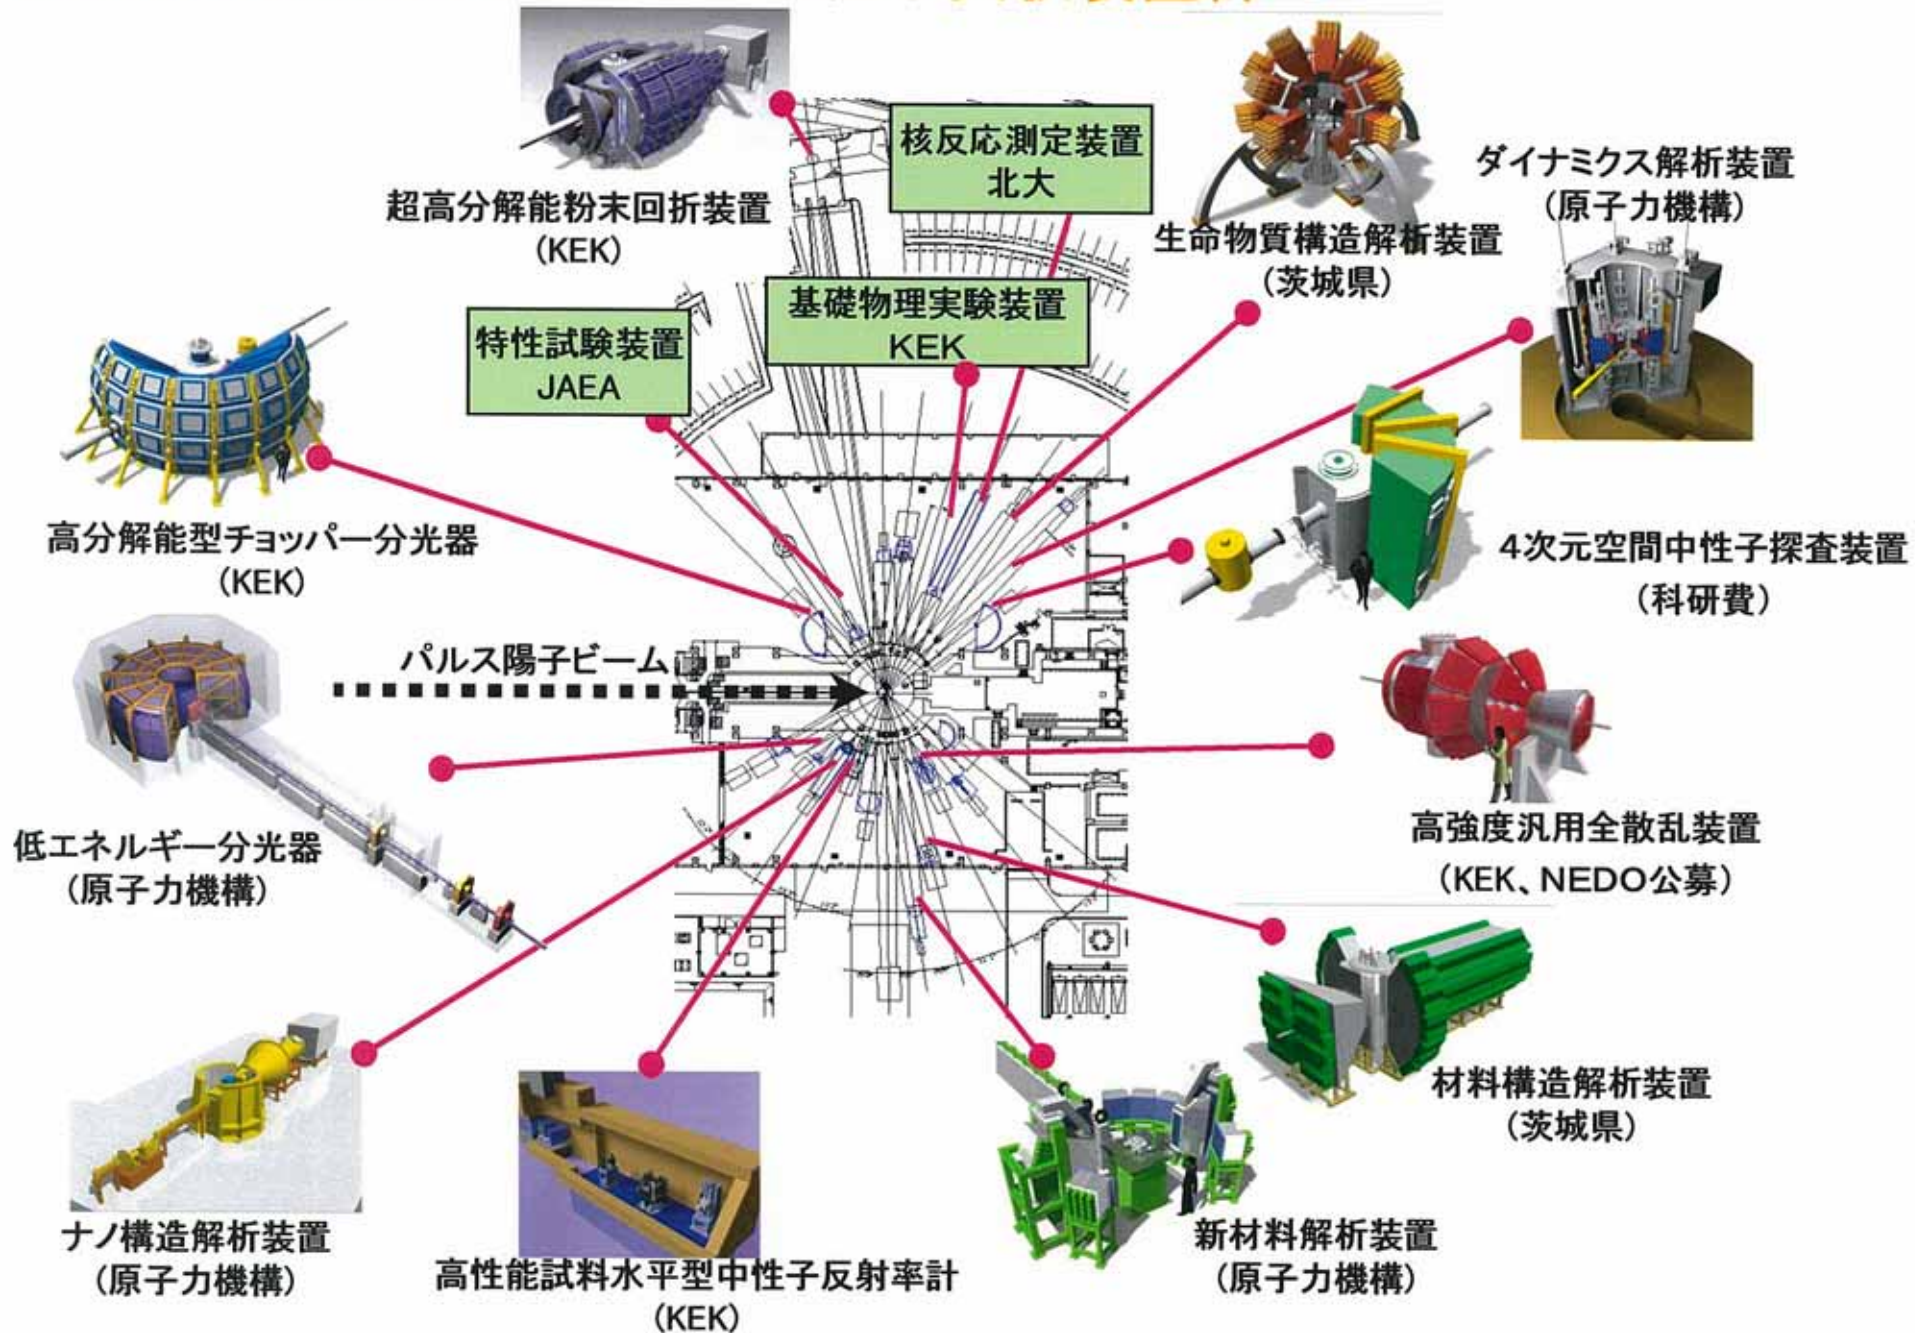 超高分解能粉末回折装置
(KEK)
核反応測定装置
北大
生命物質構造解析装置
(茨城県)
ダイナミクス解析装置
(原子力機構)
特性試験装置
JAEA
基礎物理実験装置
KEK
高分解能型チョッパー分光器
(KEK)
4次元空間中性子探査装置
(科研費)
パルス陽子ビーム
低エネルギー分光器
(原子力機構)
高強度汎用全散乱装置
(KEK、NEDO公募)
材料構造解析装置
(茨城県)
ナノ構造解析装置
(原子力機構)
高性能試料水平型中性子反射率計
(KEK)
新材料解析装置
(原子力機構)